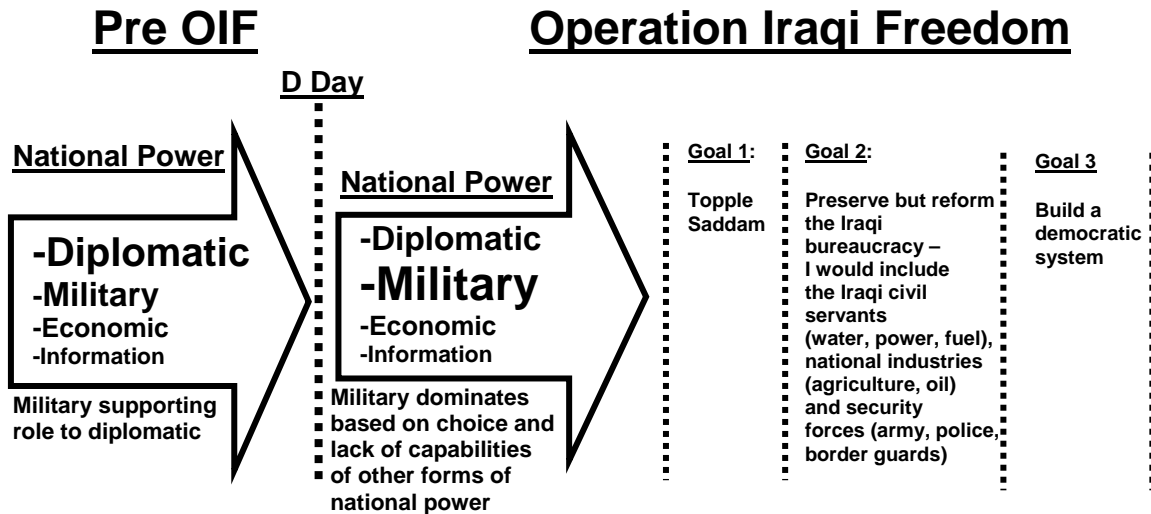 Pre OIF
Operation Iraqi Freedom
D Day
National Power
-Diplomatic
-Military
-Economic
-Information
Military supporting
role to diplomatic
National Power
-Diplomatic
-Military
-Economic
-Information
Military dominates
based on choice and
lack of capabilities
of other forms of
national power
Goal 1:
Topple
Saddam
Goal 2:
Preserve but reform
the Iraqi
bureaucracy –
I would include
the Iraqi civil
servants
(water, power, fuel),
national industries
(agriculture, oil)
and security
forces (army, police,
border guards)
Goal 3
Build a
democratic
system